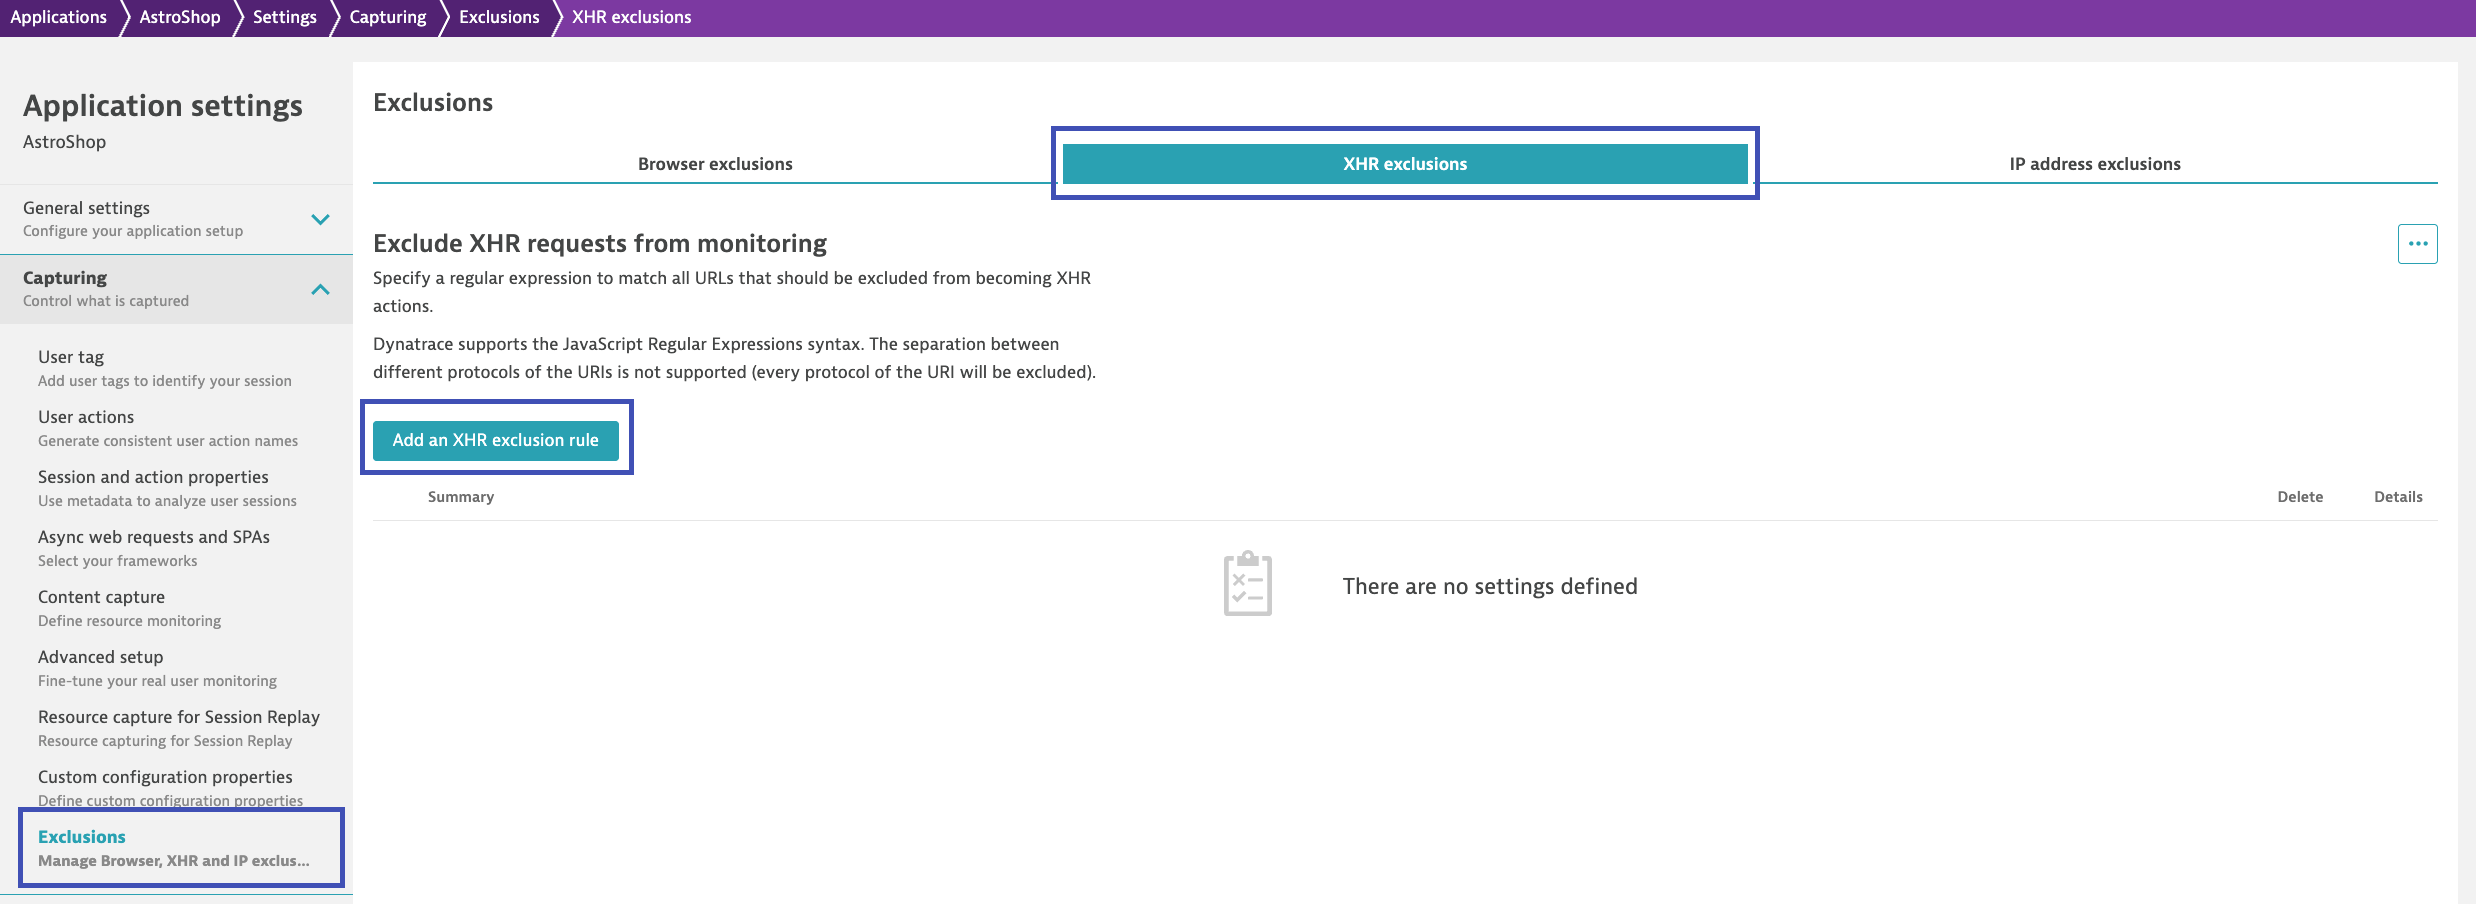 Applications
AstroShop
Settings
Capturing
Exclusions
XHR exclusions
Application settings
AstroShop
General settings
Configure your application setup
Capturing
Control what is captured
User tag
Add user tags to identify your session
User actions
Generate consistent user action names
Session and action properties
Use metadata to analyze user sessions
Async web requests and SPAs
Select your frameworks
Content capture
Define resource monitoring
Advanced setup
Fine-tune your real user monitoring
Resource capture for Session Replay
Resource capturing for Session Replay
Custom configuration properties
Define custom configuration properties
Exclusions
Manage Browser, XHR and IP exclus...
Exclusions
Browser exclusions
XHR exclusions
IP address exclusions
Exclude XHR requests from monitoring
Specify a regular expression to match all URLs that should be excluded from becoming XHR
actions.
Dynatrace supports the JavaScript Regular Expressions syntax. The separation between
different protocols of the URIs is not supported (every protocol of the URI will be excluded).
Add an XHR exclusion rule
Summary
Delete
Details
There are no settings defined